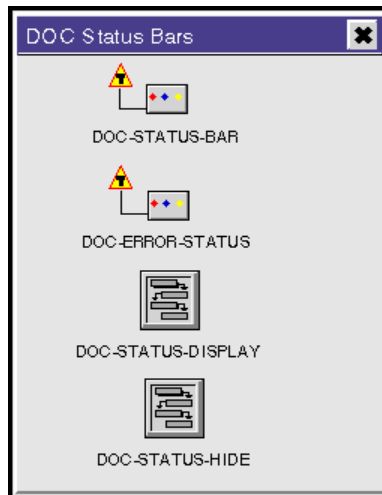 DOC Status Bars
DOC-STATUS-BAR
DOC-ERROR-STATUS
DOC-STATUS-DISPLAY
DOC-STATUS-HIDE